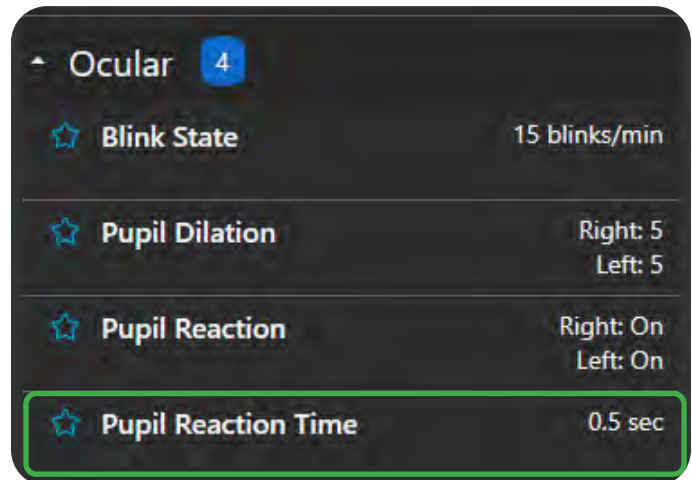 Ocular 4
Blink State 15 blinks/min
Pupil Dilation Right: 5
Left: 5
Pupil Reaction Right: On
Left: On
Pupil Reaction Time 0.5 sec